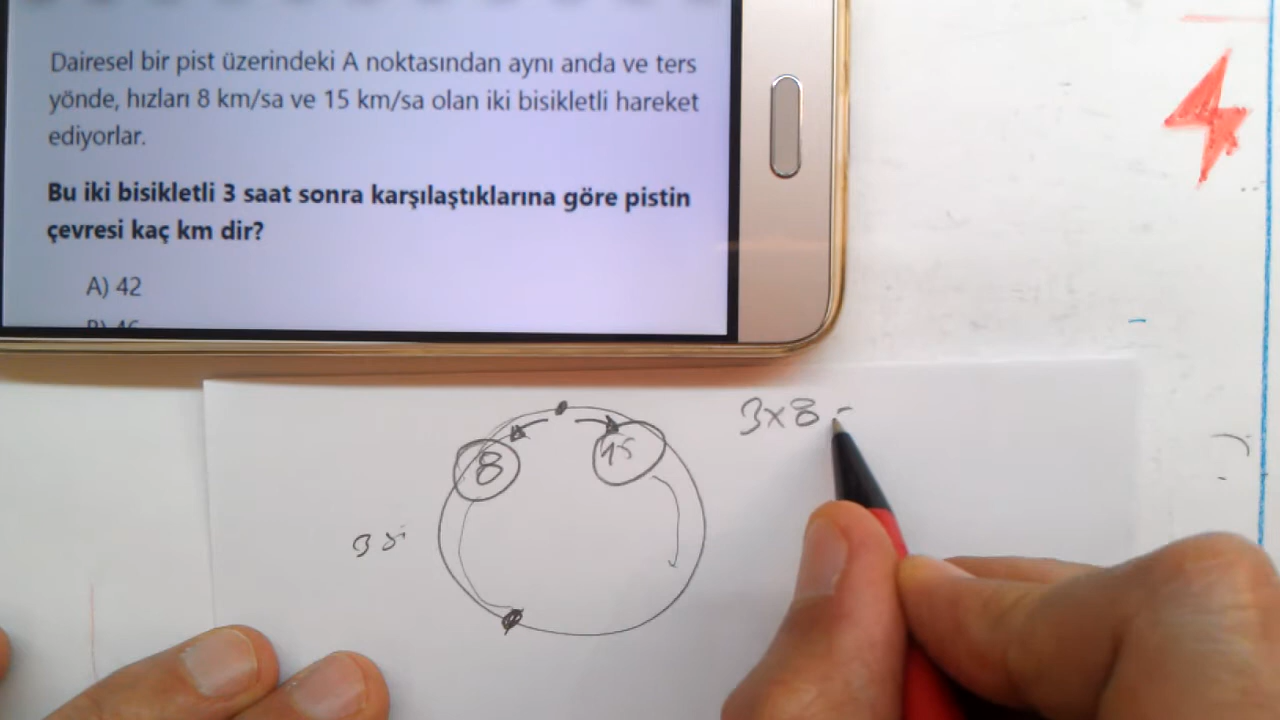 Dairesel bir pist üzerindeki A noktasından aynı anda ve ters
yönde, hızları 8 km/sa ve 15 km/sa olan iki bisikletli hareket
ediyorlar.
Bu iki bisikletli 3 saat sonra karşılaştıklarına göre pistin
çevresi kaç km dir?
A) 42
8
15
3x8 -